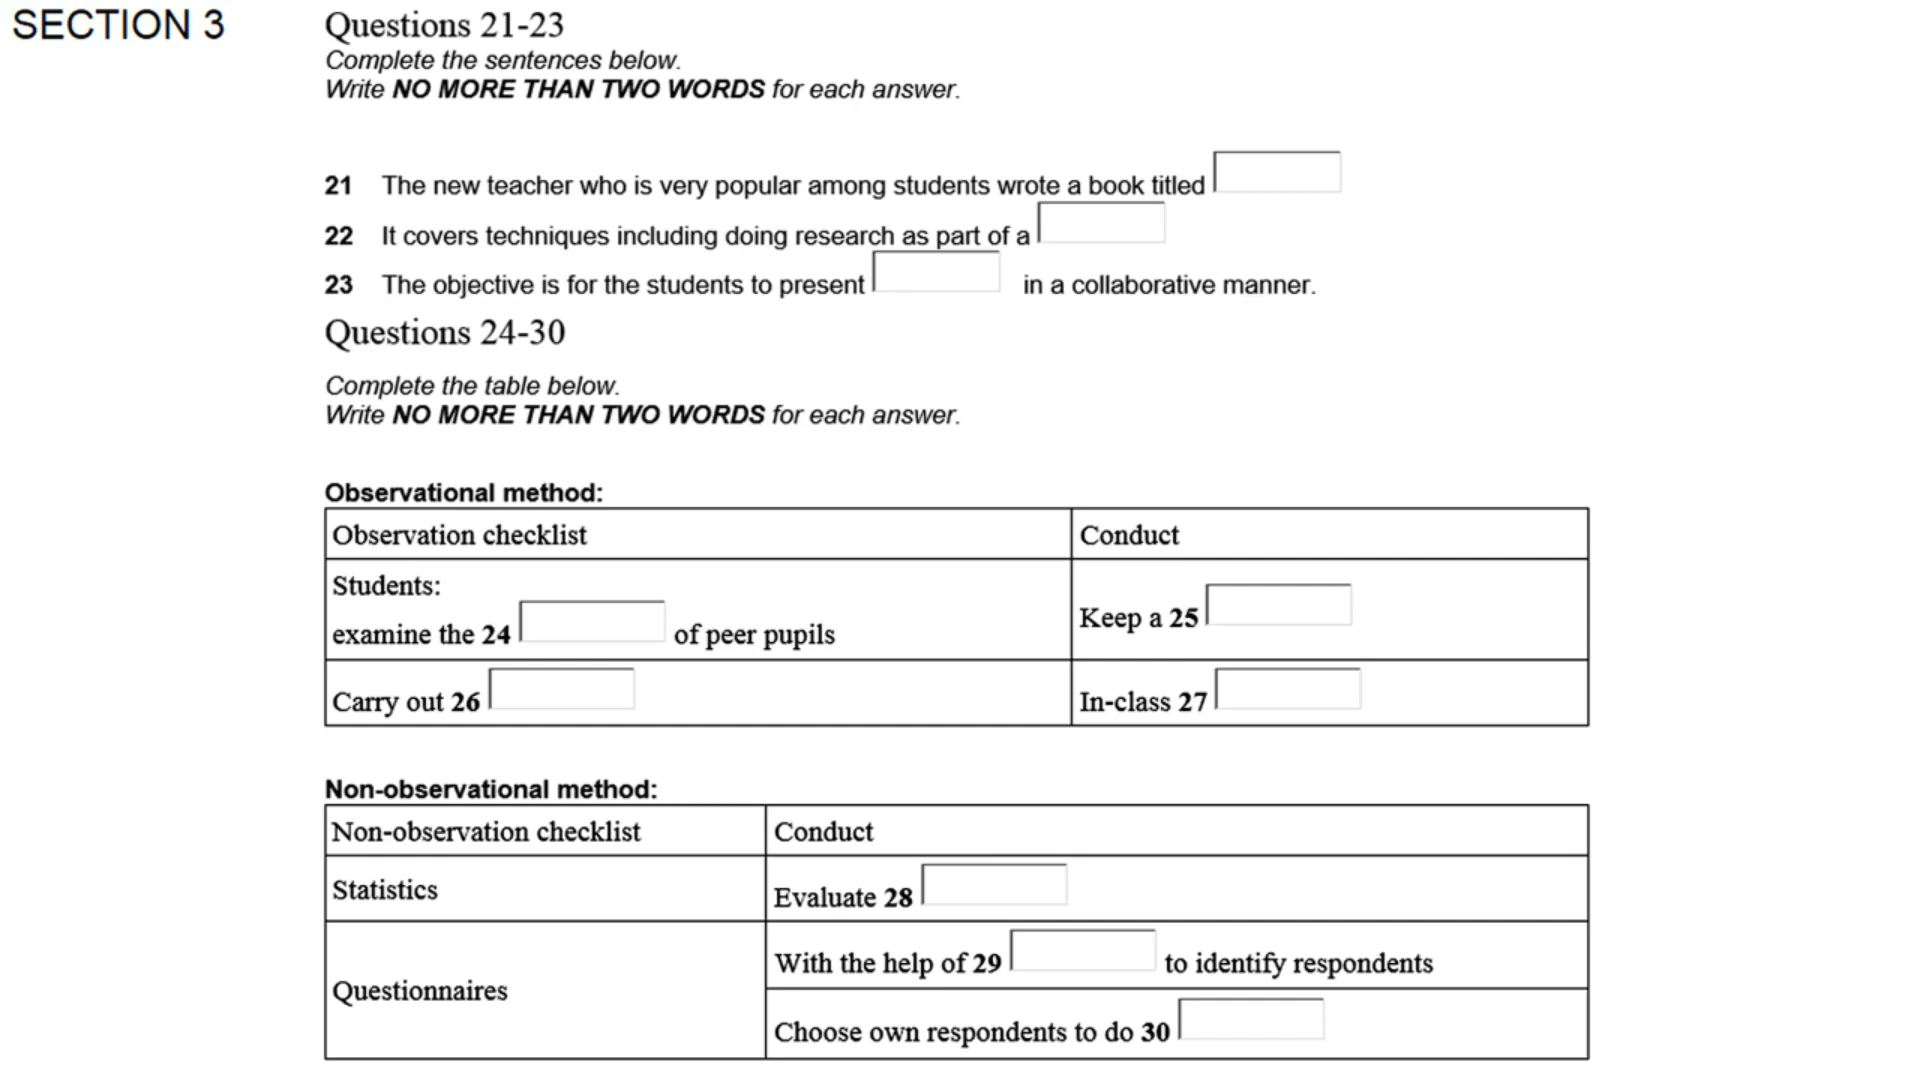 SECTION 3
Questions 21-23
Complete the sentences below.
Write NO MORE THAN TWO WORDS for each answer.
21 The new teacher who is very popular among students wrote a book titled
22 It covers techniques including doing research as part of a
23 The objective is for the students to present in a collaborative manner.
Questions 24-30
Complete the table below.
Write NO MORE THAN TWO WORDS for each answer.
Observational method:
Observation checklist
Conduct
Students:
examine the 24 of peer pupils
Keep a 25
Carry out 26
In-class 27
Non-observational method:
Non-observation checklist
Conduct
Statistics
Evaluate 28
Questionnaires
With the help of 29 to identify respondents
Choose own respondents to do 30